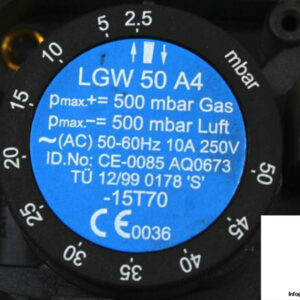 5 2.5
10 mbar
LGW 50 A4
pmax.+= 500 mbar Gas
pmax.-= 500 mbar Luft
~(AC) 50-60Hz 10A 250V
ID.No: CE-0085 AQ0673
TÜ 12/99 0178 'S'
-15T70
CE 0036
15
20
25
30
35
40
45
50